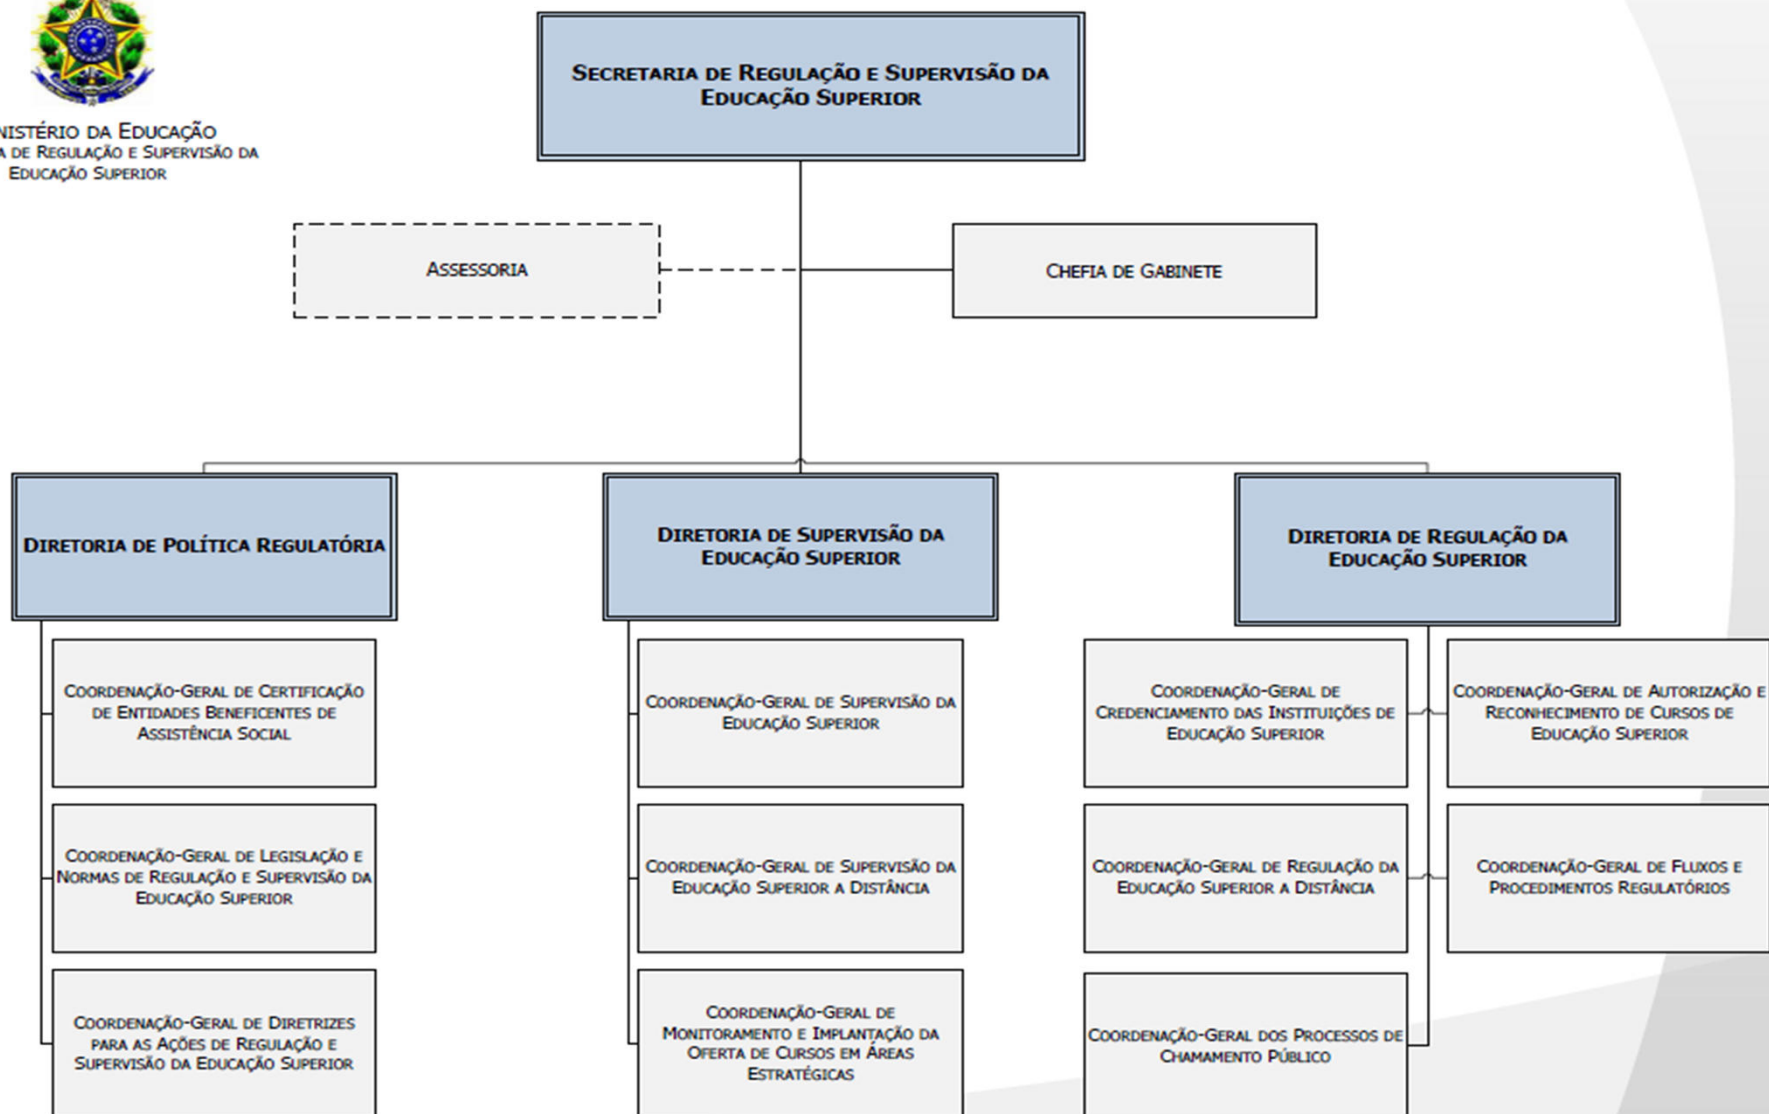 NISTÉRIO DA EDUCAÇÃO
A DE REGULAÇÃO E SUPERVISÃO DA
EDUCAÇÃO SUPERIOR
SECRETARIA DE REGULAÇÃO E SUPERVISÃO DA
EDUCAÇÃO SUPERIOR
ASSESSORIA
CHEFIA DE GABINETE
DIRETORIA DE POLÍTICA REGULATÓRIA
DIRETORIA DE SUPERVISÃO DA
EDUCAÇÃO SUPERIOR
DIRETORIA DE REGULAÇÃO DA
EDUCAÇÃO SUPERIOR
COORDENAÇÃO-GERAL DE CERTIFICAÇÃO
DE ENTIDADES BENEFICENTES DE
ASSISTÊNCIA SOCIAL
COORDENAÇÃO-GERAL DE SUPERVISÃO DA
EDUCAÇÃO SUPERIOR
COORDENAÇÃO-GERAL DE
CREDENCIAMENTO DAS INSTITUIÇÕES DE
EDUCAÇÃO SUPERIOR
COORDENAÇÃO-GERAL DE AUTORIZAÇÃO E
RECONHECIMENTO DE CURSOS DE
EDUCAÇÃO SUPERIOR
COORDENAÇÃO-GERAL DE LEGISLAÇÃO E
NORMAS DE REGULAÇÃO E SUPERVISÃO DA
EDUCAÇÃO SUPERIOR
COORDENAÇÃO-GERAL DE SUPERVISÃO DA
EDUCAÇÃO SUPERIOR A DISTÂNCIA
COORDENAÇÃO-GERAL DE REGULAÇÃO DA
EDUCAÇÃO SUPERIOR A DISTÂNCIA
COORDENAÇÃO-GERAL DE FLUXOS E
PROCEDIMENTOS REGULATÓRIOS
COORDENAÇÃO-GERAL DE DIRETRIZES
PARA AS AÇÕES DE REGULAÇÃO E
SUPERVISÃO DA EDUCAÇÃO SUPERIOR
COORDENAÇÃO-GERAL DE
MONITORAMENTO E IMPLANTAÇÃO DA
OFERTA DE CURSOS EM ÁREAS
ESTRATÉGICAS
COORDENAÇÃO-GERAL DOS PROCESSOS DE
CHAMAMENTO PÚBLICO